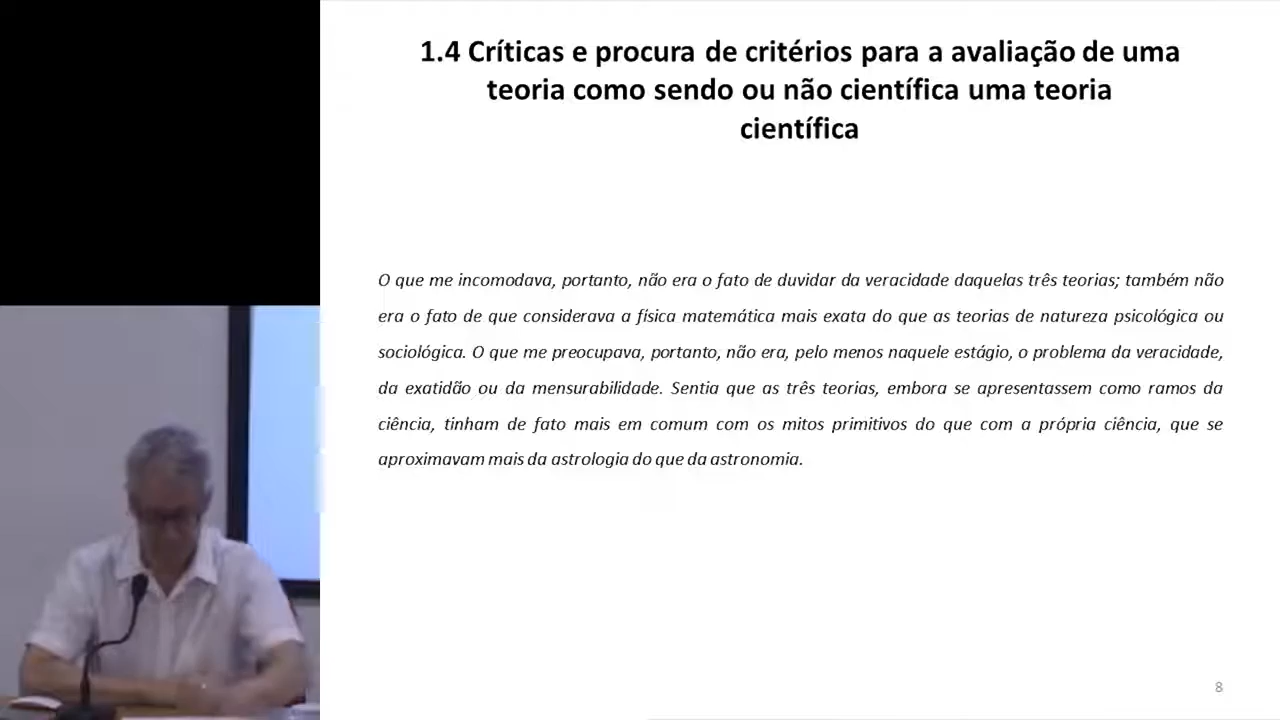 1.4 Críticas e procura de critérios para a avaliação de uma
teoria como sendo ou não científica uma teoria
científica
O que me incomodava, portanto, não era o fato de duvidar da veracidade daquelas três teorias; também não
era o fato de que considerava a física matemática mais exata do que as teorias de natureza psicológica ou
sociológica. O que me preocupava, portanto, não era, pelo menos naquele estágio, o problema da veracidade,
da exatidão ou da mensurabilidade. Sentia que as três teorias, embora se apresentassem como ramos da
ciência, tinham de fato mais em comum com os mitos primitivos do que com a própria ciência, que se
aproximavam mais da astrologia do que da astronomia.
8